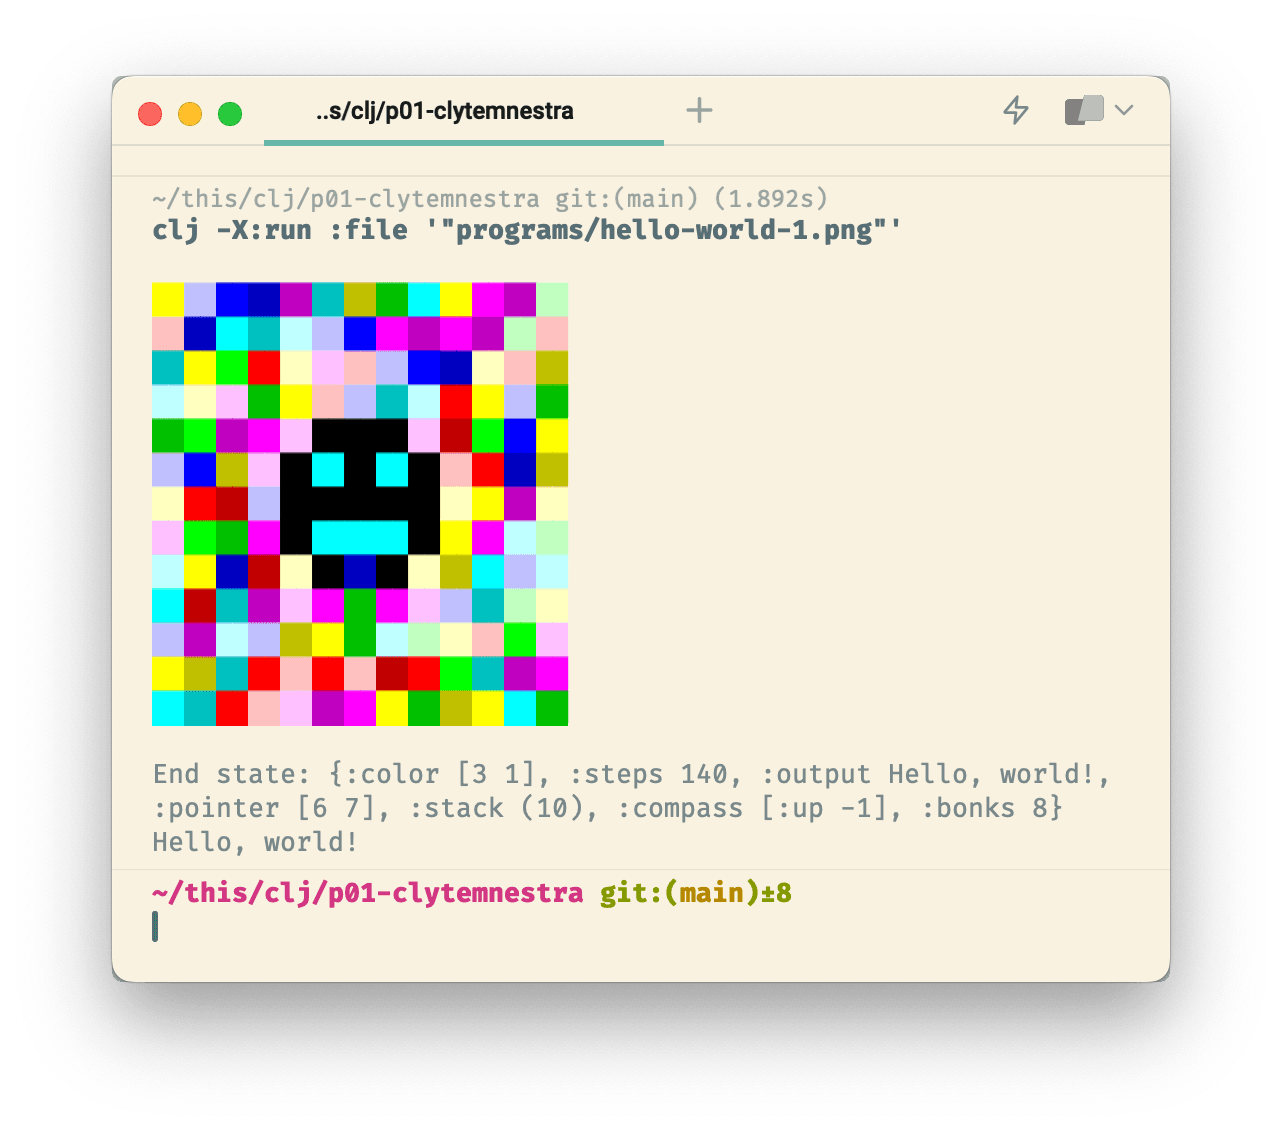 ..s/clj/p01-clytemnestra
~/this/clj/p01-clytemnestra git:(main) (1.892s)
clj -X:run :file '"programs/hello-world-1.png"'
End state: {:color [3 1], :steps 140, :output Hello, world!,
:pointer [6 7], :stack (10), :compass [:up -1], :bonks 8}
Hello, world!
~/this/clj/p01-clytemnestra git:(main)±8